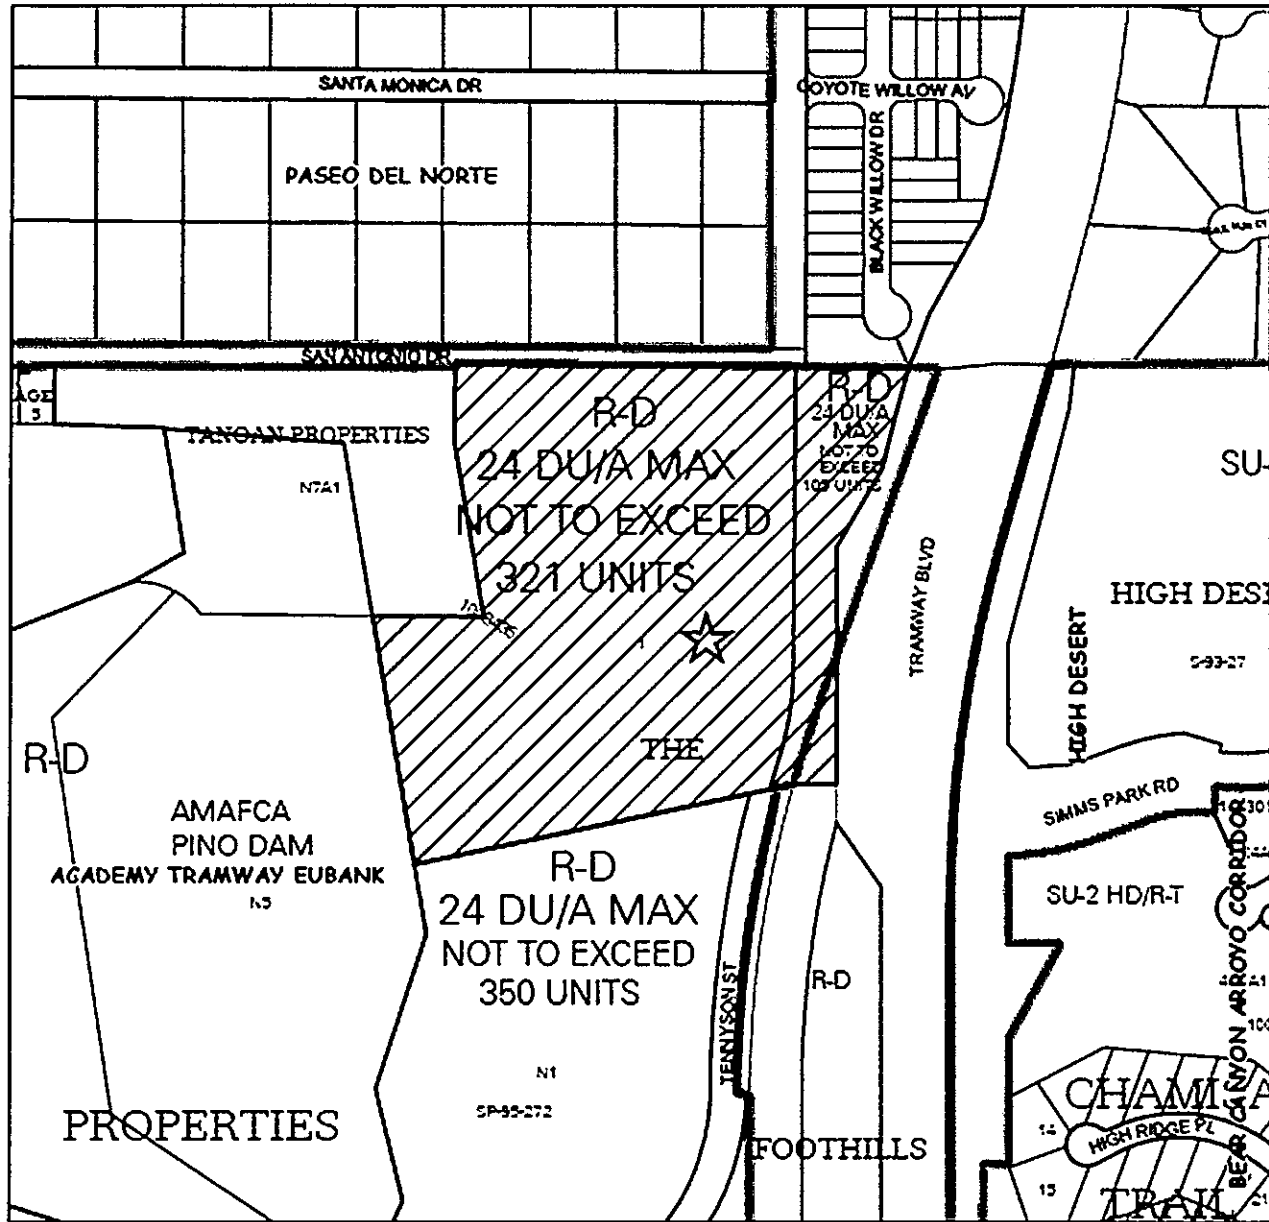 SANTA MONICA DR
COYOTE WILLOW AV
BLACK WILLOW DR
PASEO DEL NORTE
SAN ANTONIO DR
TANOAN PROPERTIES
N7A1
R-D
24 DU/A MAX
NOT TO EXCEED
321 UNITS
R-D
24 DU/A
MAX
NOT TO
EXCEED
1
THE
TRAMWAY BLVD
SU-
HIGH DESE
S-93-27
HIGH DESERT
SIMMS PARK RD
R-D
AMAFCA
PINO DAM
ACADEMY TRAMWAY EUBANK
N5
R-D
24 DU/A MAX
NOT TO EXCEED
350 UNITS
N1
SP-95-272
TENNYSON ST
R-D
SU-2 HD/R-T
BEAR CANYON ARROYO CORRIDOR
PROPERTIES
FOOTHILLS
CHAMI A
14
HIGH RIDGE PL
15
TRAIL